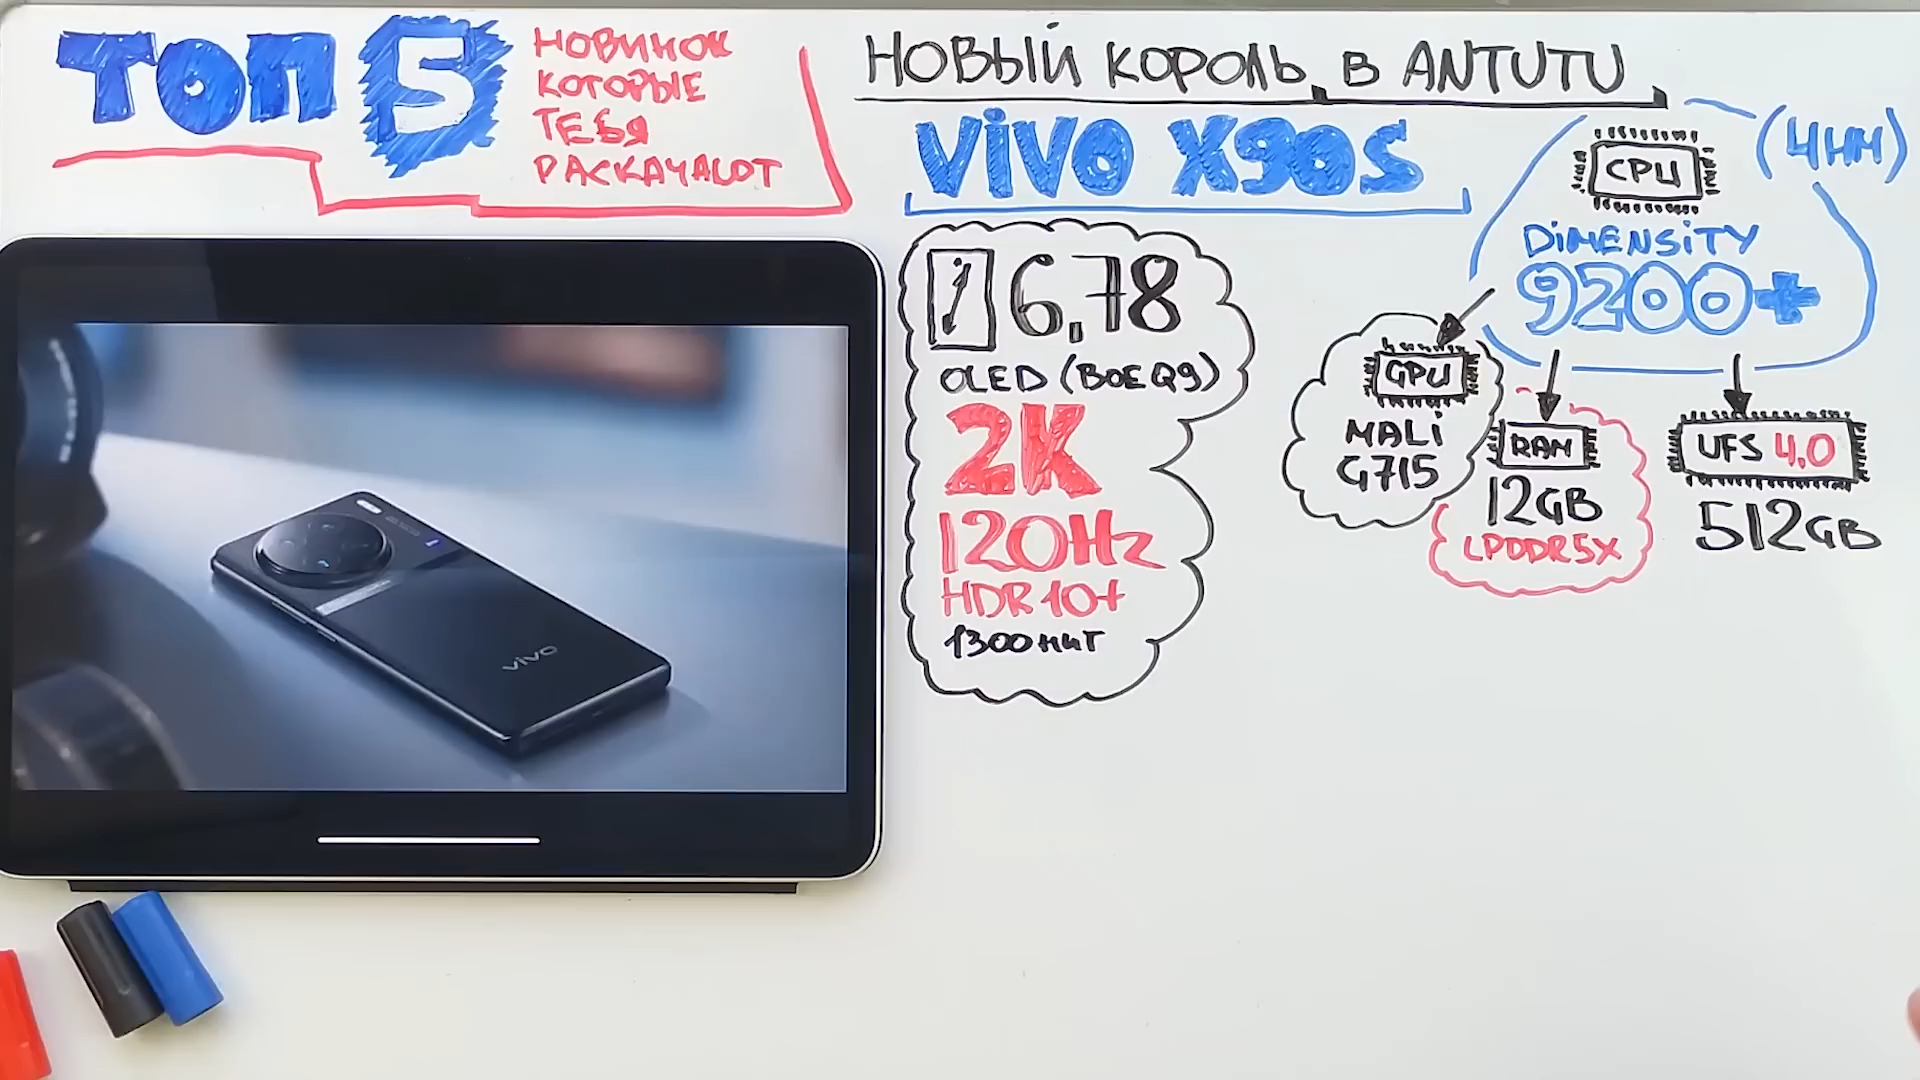 ТОП 5
НОВИНОК
КОТОРЫЕ
ТЕБЯ
РАСКАЧАЮТ
НОВЫЙ КОРОЛЬ В ANTUTU
ViVO X90S
CPU
(4НМ)
DiMENSiTY
9200+
6,78
OLED (BOE Q9)
2K
120Hz
HDR10+
1300 нит
GPU
MALi
G715
RAM
12GB
LPDDR5X
UFS 4.0
512GB
vivo